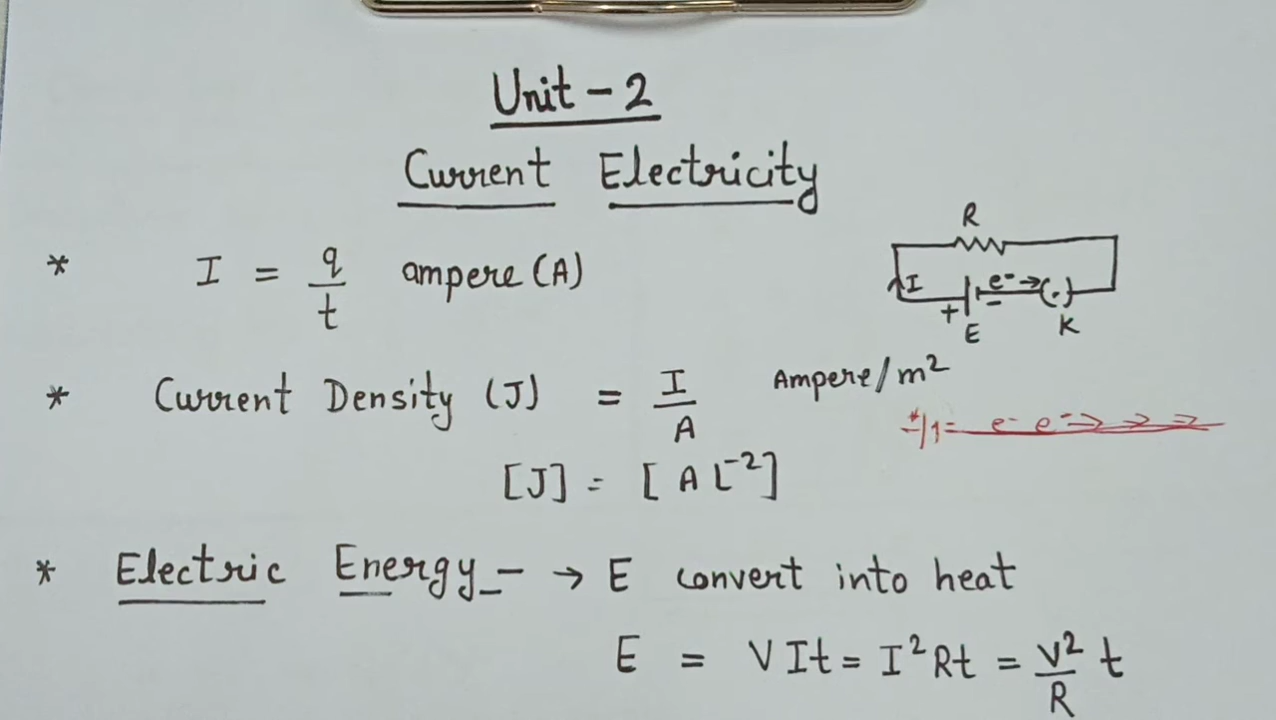 Unit - 2
Current Electricity
* I = q/t ampere (A)
R
I
e⁻ →
+ −
E
K
* Current Density (J) = I/A Ampere/m²
e⁻ e⁻ → → →
[J] = [A L⁻²]
* Electric Energy - → E convert into heat
E = VIt = I²Rt = V²/R t